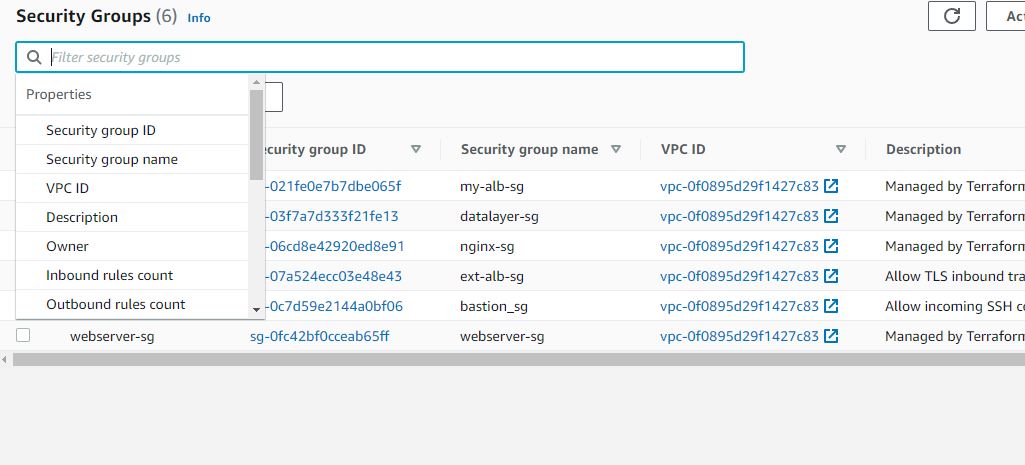 Security Groups (6) Info
Act
Filter security groups
Properties
Security group ID
Security group name
VPC ID
Description
Owner
Inbound rules count
Outbound rules count
ecurity group ID Security group name VPC ID Description
-021fe0e7b7dbe065f my-alb-sg vpc-0f0895d29f1427c83 Managed by Terraform
-03f7a7d333f21fe13 datalayer-sg vpc-0f0895d29f1427c83 Managed by Terraform
-06cd8e42920ed8e91 nginx-sg vpc-0f0895d29f1427c83 Managed by Terraform
-07a524ecc03e48e43 ext-alb-sg vpc-0f0895d29f1427c83 Allow TLS inbound tra
-0c7d59e2144a0bf06 bastion_sg vpc-0f0895d29f1427c83 Allow incoming SSH co
webserver-sg sg-0fc42bf0cceab65ff webserver-sg vpc-0f0895d29f1427c83 Managed by Terraform